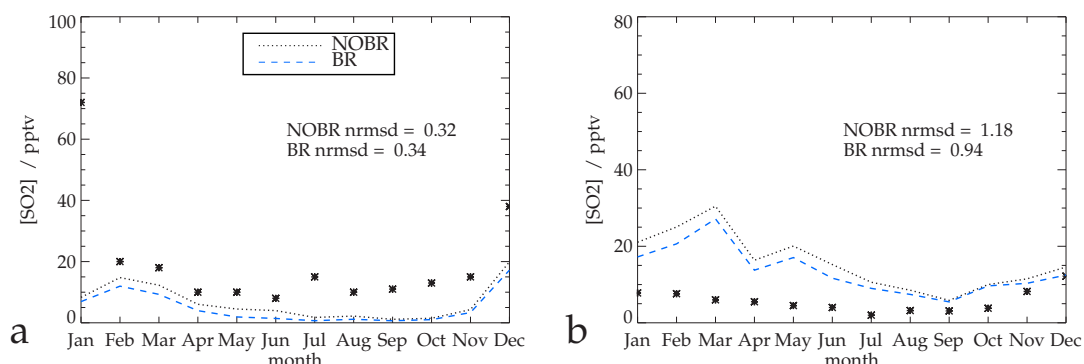 100
80
60
40
20
0
[SO2] / pptv
NOBR
BR
NOBR nrmsd = 0.32
BR nrmsd = 0.34
Jan Feb Mar Apr May Jun Jul Aug Sep Oct Nov Dec
month
a
80
60
40
20
0
[SO2] / pptv
NOBR nrmsd = 1.18
BR nrmsd = 0.94
Jan Feb Mar Apr May Jun Jul Aug Sep Oct Nov Dec
month
b